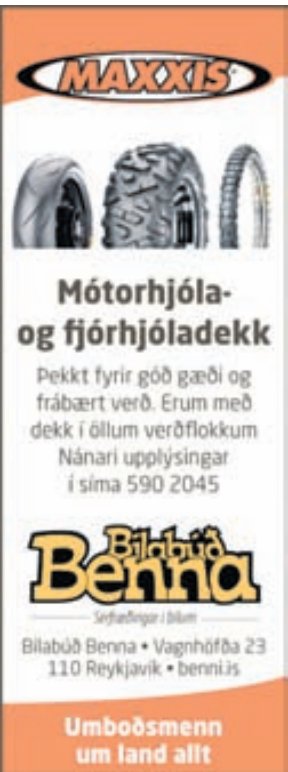 MAXXIS
Mótorhjóla-
og fjórhjóladekk
Þekkt fyrir góð gæði og
frábært verð. Erum með
dekk í öllum verðflokkum
Nánari upplýsingar
í síma 590 2045
Bílabúð
Benna
Sérfræðingar í bílum
Bílabúð Benna • Vagnhöfða 23
110 Reykjavík • benni.is
Umboðsmenn
um land allt